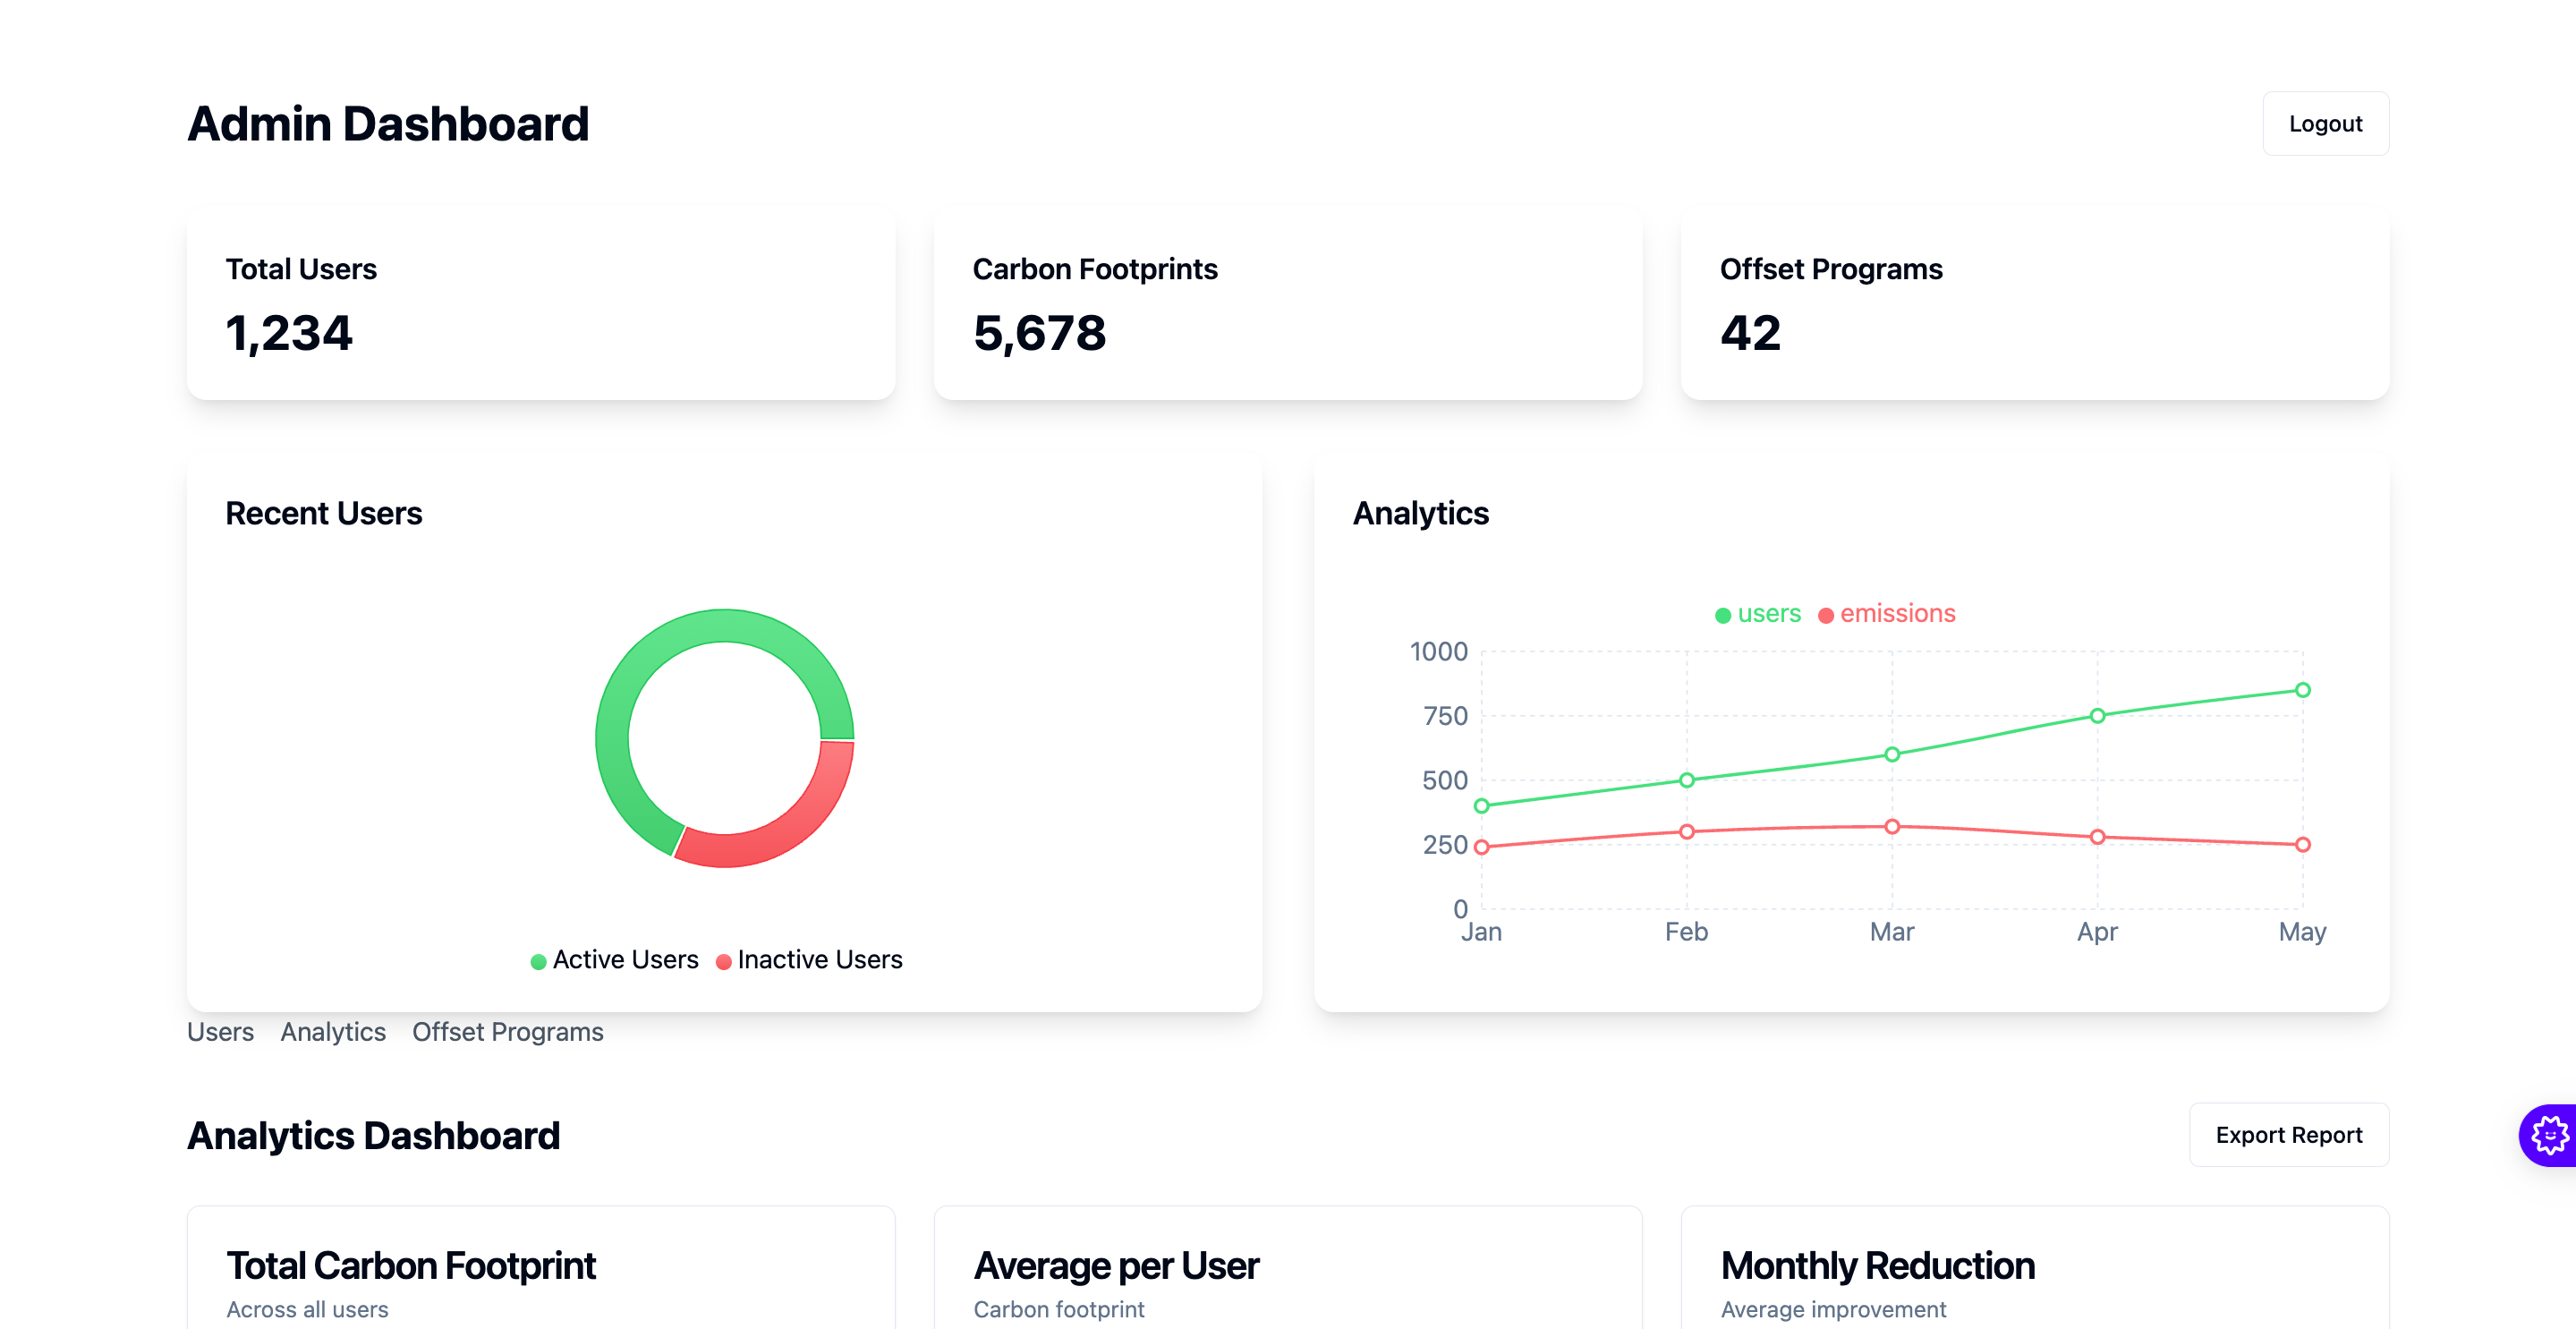 Admin Dashboard
Logout
Total Users
1,234
Carbon Footprints
5,678
Offset Programs
42
Recent Users
Active Users Inactive Users
Analytics
users emissions
1000
750
500
250
0
Jan Feb Mar Apr May
Users Analytics Offset Programs
Analytics Dashboard
Export Report
Total Carbon Footprint
Across all users
Average per User
Carbon footprint
Monthly Reduction
Average improvement